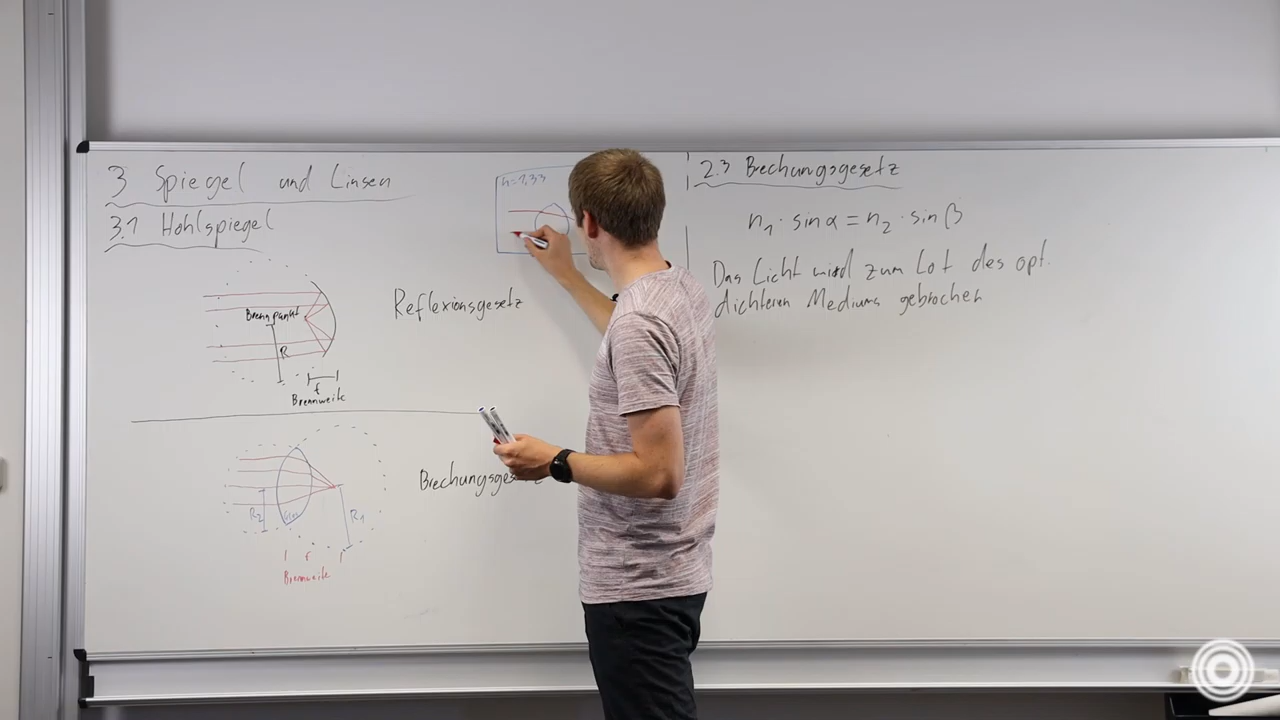 3 Spiegel und Linsen
3.1 Hohlspiegel
Brennpunkt
R
f
Brennweite
Reflexionsgesetz
R2
Glas
R1
f
Brennweite
Brechungsges
n=1,33
2.3 Brechungsgesetz
n1 · sin α = n2 · sin β
Das Licht wird zum Lot des opt.
dichteren Mediums gebrochen